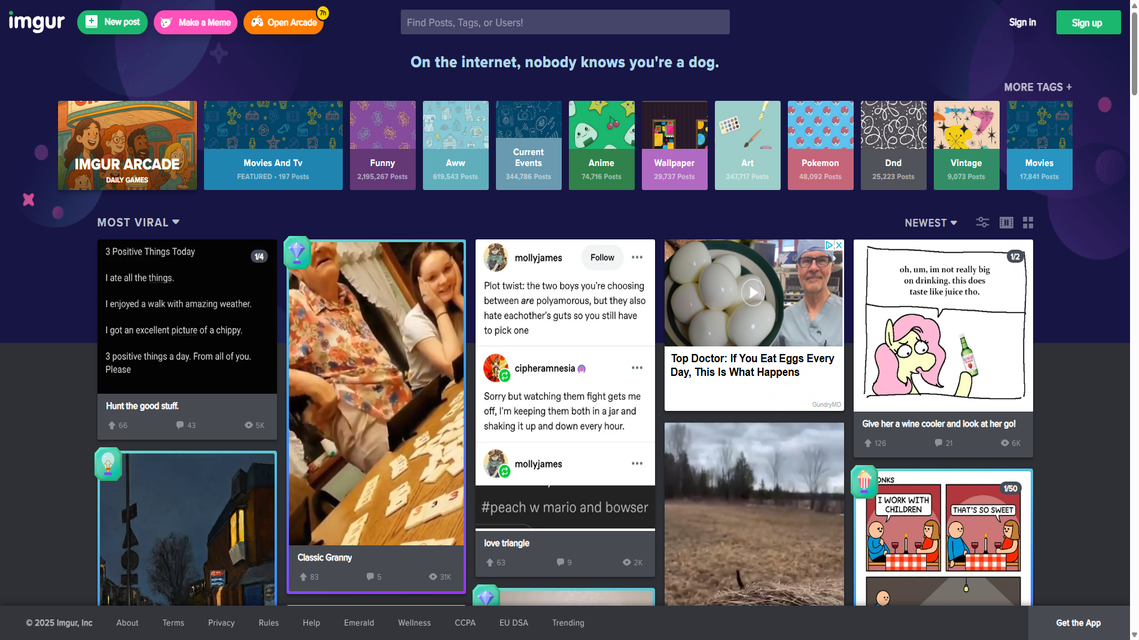 imgur
New post
Make a Meme
Open Arcade
7h
Find Posts, Tags, or Users!
Sign in
Sign up
On the internet, nobody knows you're a dog.
MORE TAGS +
IMGUR ARCADE
DAILY GAMES
Movies And Tv
FEATURED • 197 Posts
Funny
2,195,267 Posts
Aww
619,543 Posts
Current
Events
344,786 Posts
Anime
74,716 Posts
Wallpaper
29,737 Posts
Art
247,717 Posts
Pokemon
48,092 Posts
Dnd
25,223 Posts
Vintage
9,073 Posts
Movies
17,841 Posts
MOST VIRAL
NEWEST
3 Positive Things Today
1/4
I ate all the things.
I enjoyed a walk with amazing weather.
I got an excellent picture of a chippy.
3 positive things a day. From all of you.
Please
Hunt the good stuff.
66
43
5K
Classic Granny
83
5
31K
mollyjames
Follow
Plot twist: the two boys you're choosing
between are polyamorous, but they also
hate eachother's guts so you still have
to pick one
cipheramnesia
Sorry but watching them fight gets me
off, I'm keeping them both in a jar and
shaking it up and down every hour.
mollyjames
#peach w mario and bowser
love triangle
63
9
2K
Top Doctor: If You Eat Eggs Every
Day, This Is What Happens
GundryMD
1/2
oh, um, im not really big
on drinking. this does
taste like juice tho.
Give her a wine cooler and look at her go!
126
21
6K
ONKS
1/50
I WORK WITH
CHILDREN
THAT'S SO SWEET
© 2025 Imgur, Inc
About
Terms
Privacy
Rules
Help
Emerald
Wellness
CCPA
EU DSA
Trending
Get the App